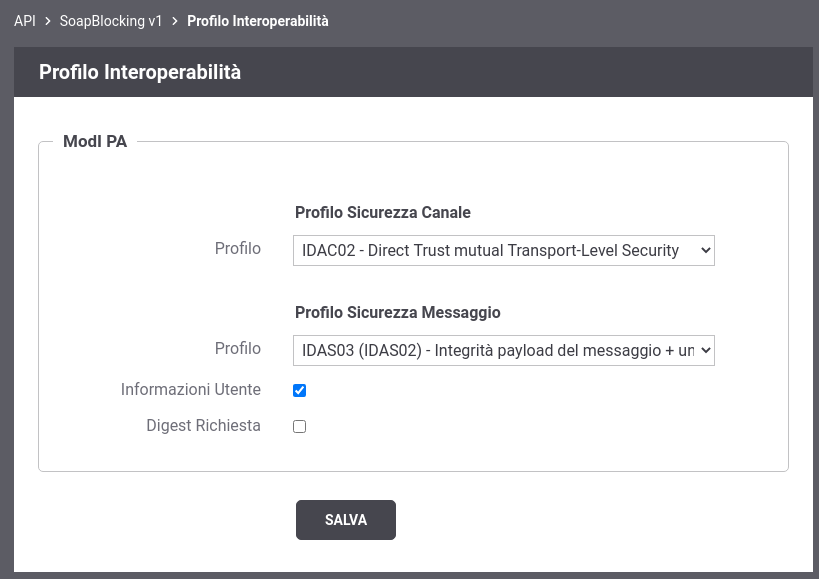 API > SoapBlocking v1 > Profilo Interoperabilità
Profilo Interoperabilità
ModI PA
Profilo Sicurezza Canale
Profilo IDAC02 - Direct Trust mutual Transport-Level Security
Profilo Sicurezza Messaggio
Profilo IDAS03 (IDAS02) - Integrità payload del messaggio + un
Informazioni Utente
Digest Richiesta
SALVA